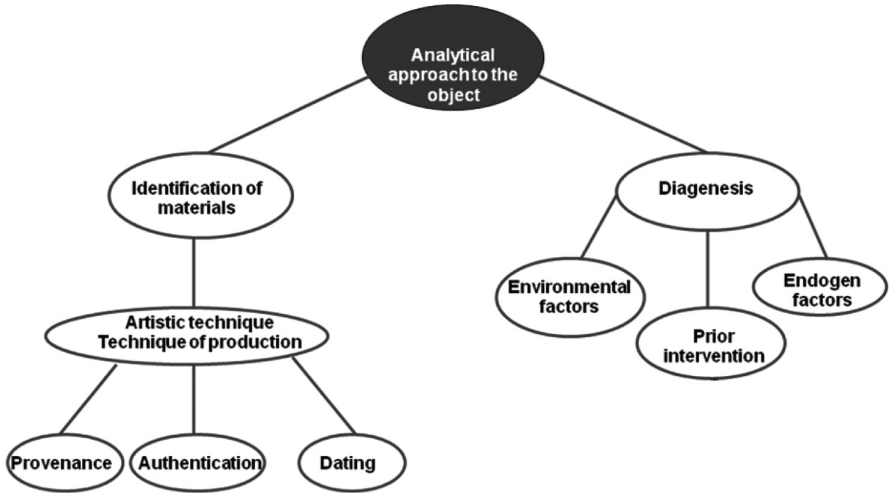 Analytical
approach to the
object
Identification of
materials
Diagenesis
Environmental
factors
Endogen
factors
Prior
intervention
Artistic technique
Technique of production
Provenance
Authentication
Dating